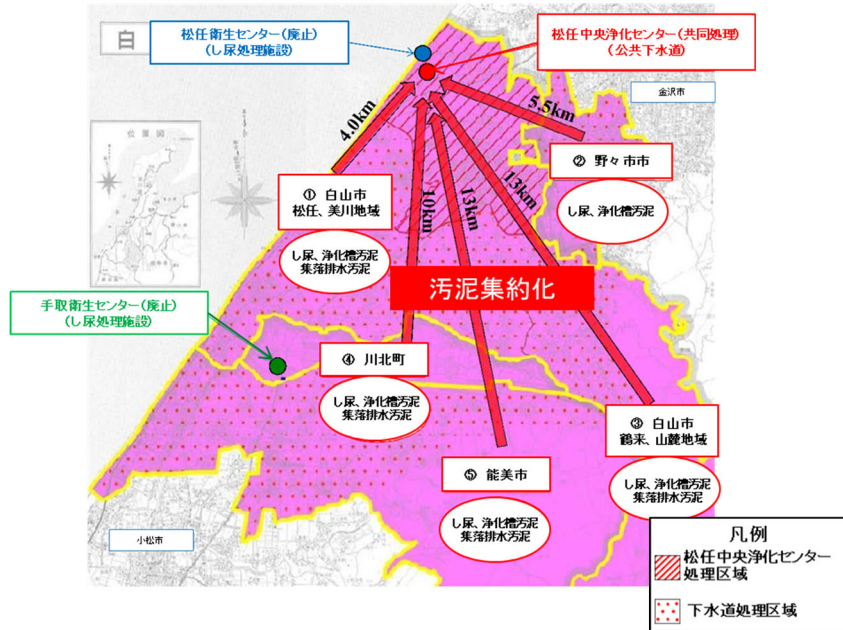 白
松任衛生センター(廃止)
(し尿処理施設)
松任中央浄化センター(共同処理)
(公共下水道)
金沢市
位置図
4.0km
5.5km
② 野々市市
し尿、浄化槽汚泥
① 白山市
松任、美川地域
し尿、浄化槽汚泥
集落排水汚泥
10km
13km
13km
汚泥集約化
手取衛生センター(廃止)
(し尿処理施設)
④ 川北町
し尿、浄化槽汚泥
集落排水汚泥
③ 白山市
鶴来、山麓地域
し尿、浄化槽汚泥
集落排水汚泥
⑤ 能美市
し尿、浄化槽汚泥
集落排水汚泥
小松市
凡例
松任中央浄化センター
処理区域
下水道処理区域